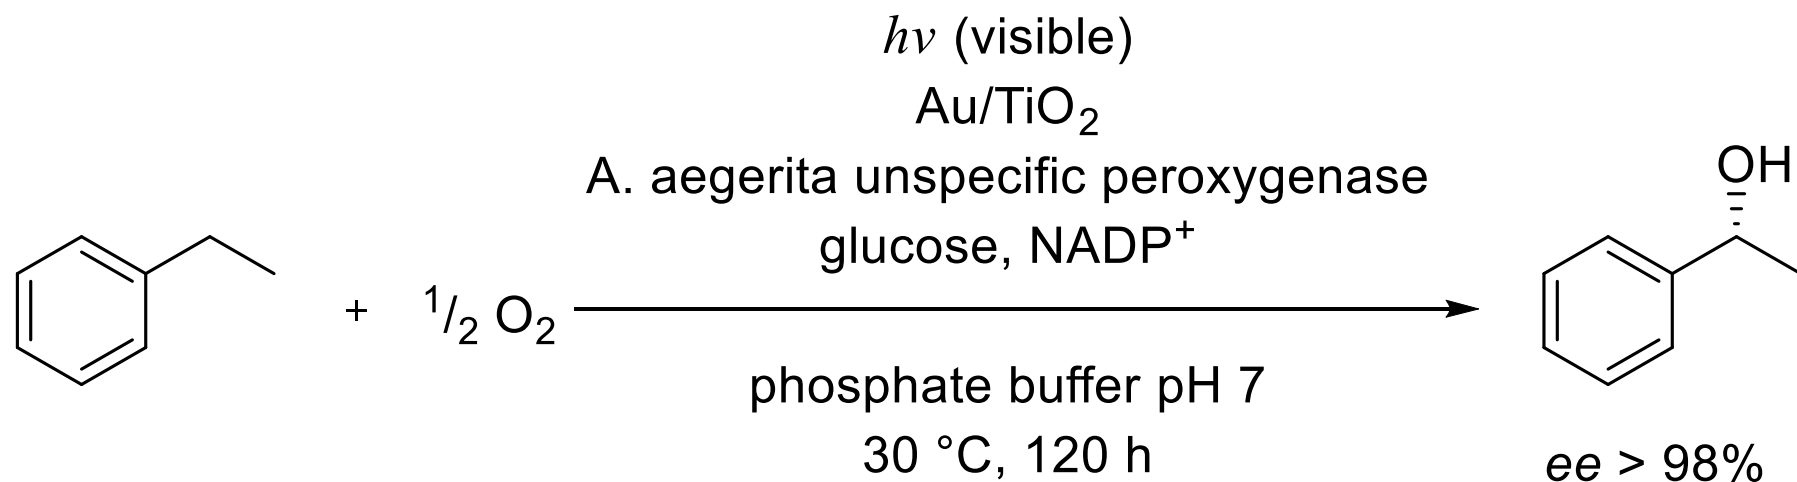 hν (visible)
Au/TiO₂
A. aegerita unspecific peroxygenase
glucose, NADP⁺
+ ¹/₂ O₂
phosphate buffer pH 7
30 °C, 120 h
OH
ee > 98%